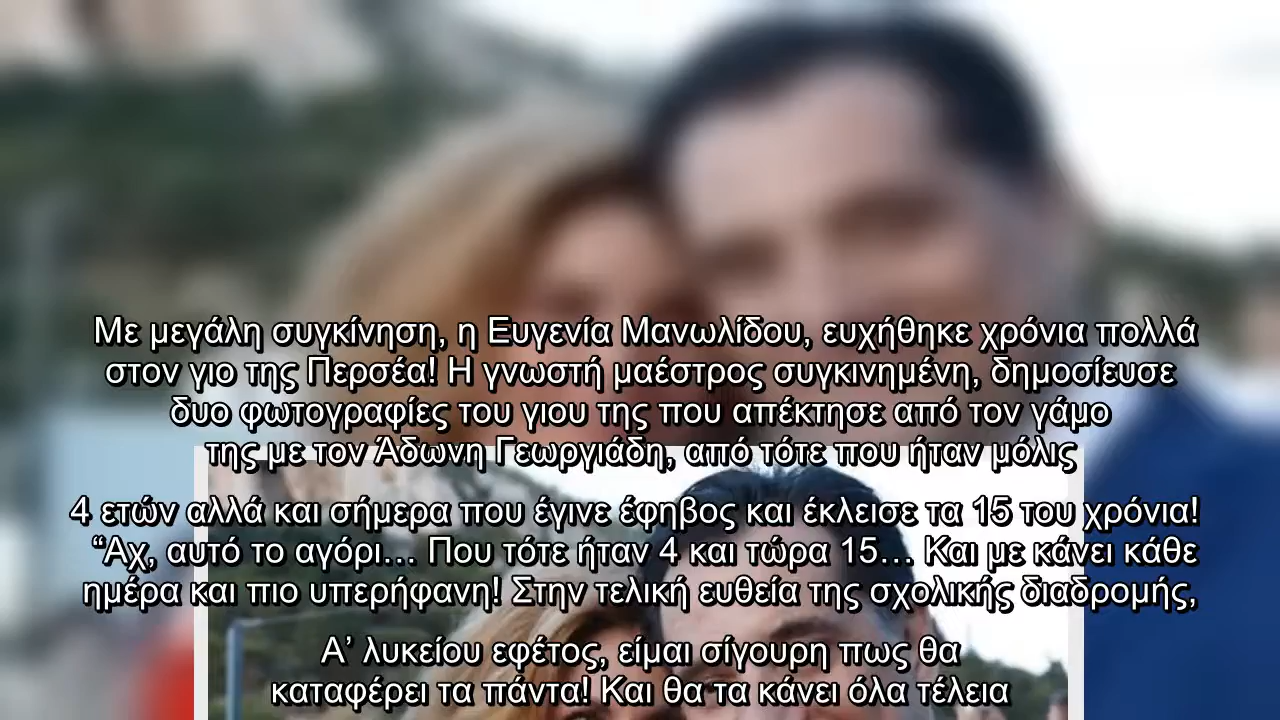 Με μεγάλη συγκίνηση, η Ευγενία Μανωλίδου, ευχήθηκε χρόνια πολλά
στον γιο της Περσέα! Η γνωστή μαέστρος συγκινημένη, δημοσίευσε
δυο φωτογραφίες του γιου της που απέκτησε από τον γάμο
της με τον Άδωνη Γεωργιάδη, από τότε που ήταν μόλις
4 ετών αλλά και σήμερα που έγινε έφηβος και έκλεισε τα 15 του χρόνια!
“Αχ, αυτό το αγόρι… Που τότε ήταν 4 και τώρα 15… Και με κάνει κάθε
ημέρα και πιο υπερήφανη! Στην τελική ευθεία της σχολικής διαδρομής,
Α’ λυκείου εφέτος, είμαι σίγουρη πως θα
καταφέρει τα πάντα! Και θα τα κάνει όλα τέλεια